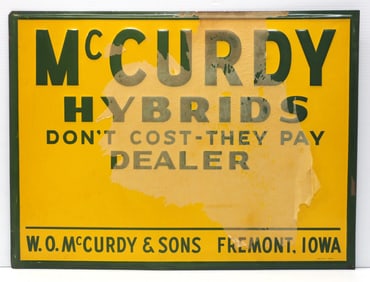 McCURDY
HYBRIDS
DON'T COST-THEY PAY
DEALER
W.O. McCURDY & SONS FREMONT, IOWA